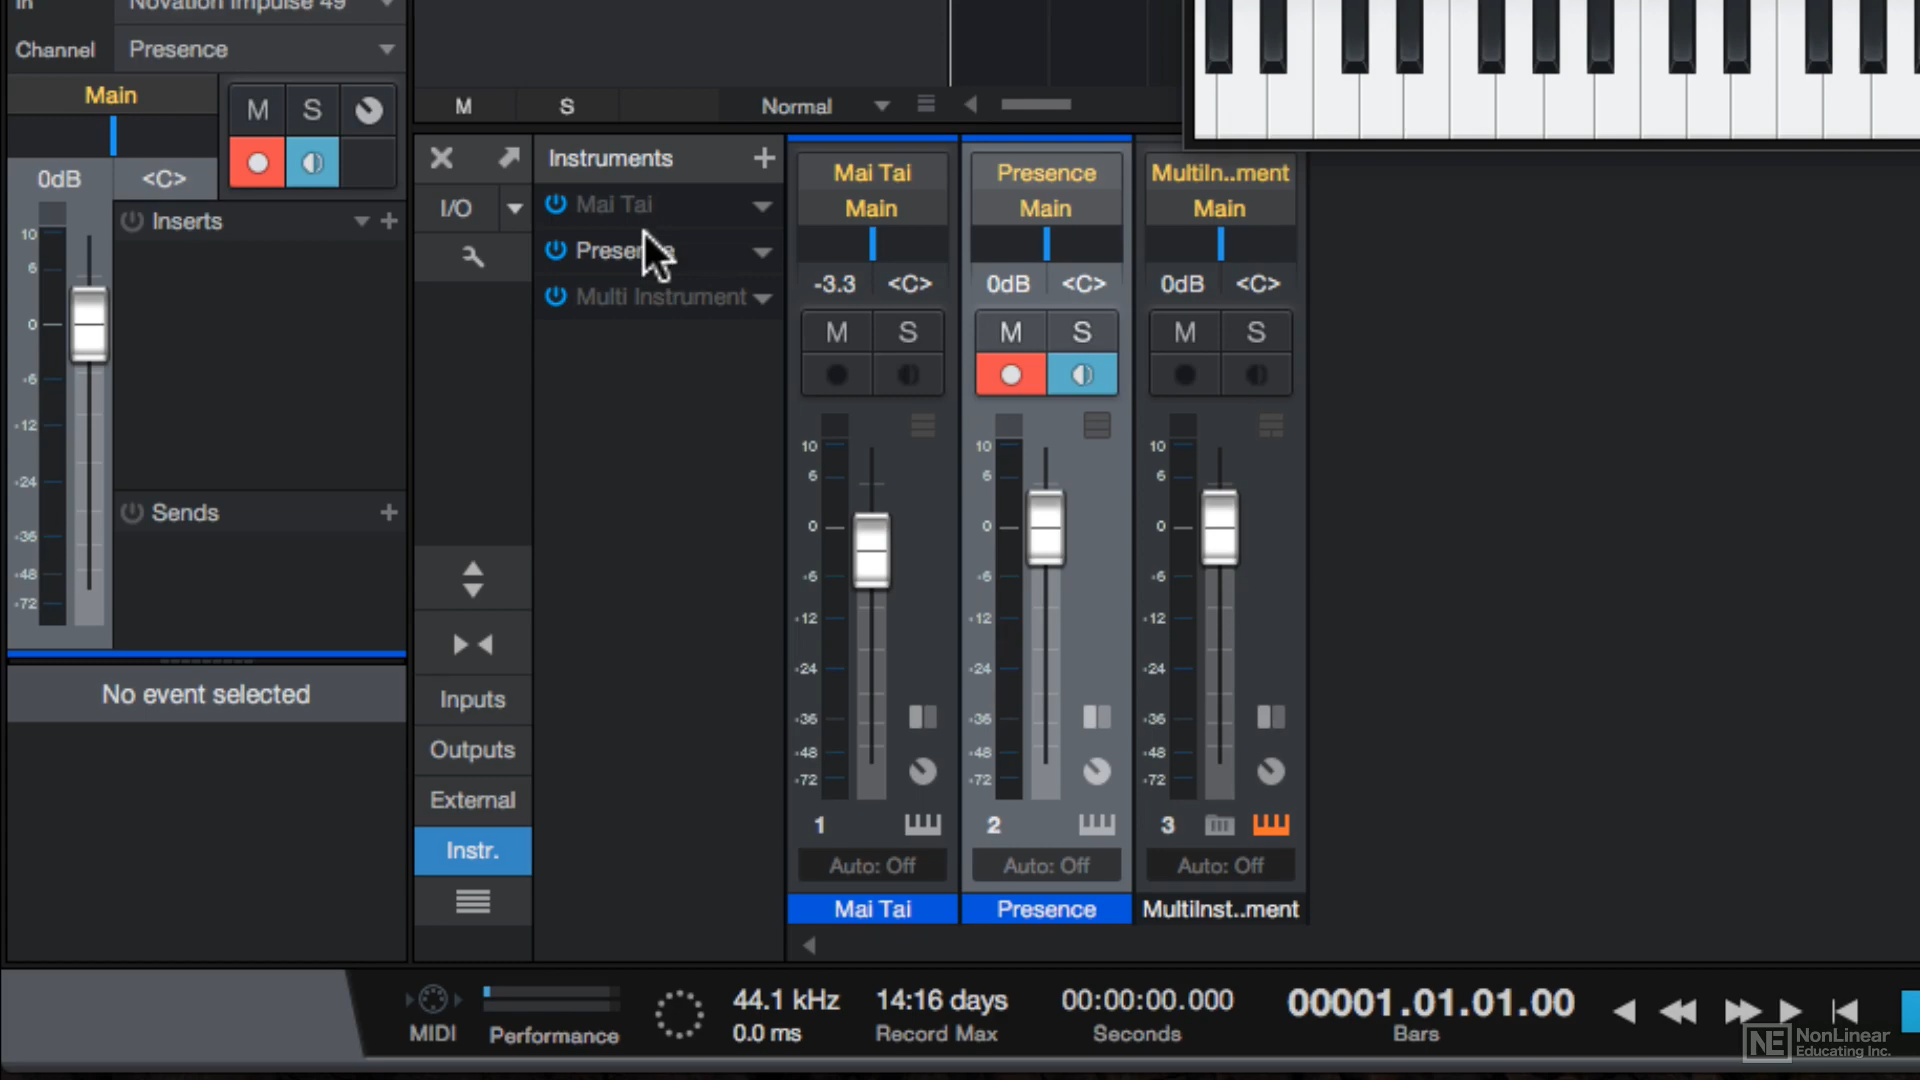 In Novation Impulse 49
Channel Presence
Main
M S
0dB <C>
Inserts
10
6
0
-6
-12
-24
-36
-48
-72
Sends
No event selected
M S Normal
Instruments
I/O
Mai Tai
Presen
Multi Instrument
Inputs
Outputs
External
Instr.
Mai Tai
Main
-3.3 <C>
M S
10
6
0
-6
-12
-24
-36
-48
-72
1
Auto: Off
Mai Tai
Presence
Main
0dB <C>
M S
10
6
0
-6
-12
-24
-36
-48
-72
2
Auto: Off
Presence
MultiIn..ment
Main
0dB <C>
M S
10
6
0
-6
-12
-24
-36
-48
-72
3
Auto: Off
MultiInst..ment
MIDI
Performance
44.1 kHz
0.0 ms
14:16 days
Record Max
00:00:00.000
Seconds
00001.01.01.00
Bars
NE NonLinear
Educating Inc.